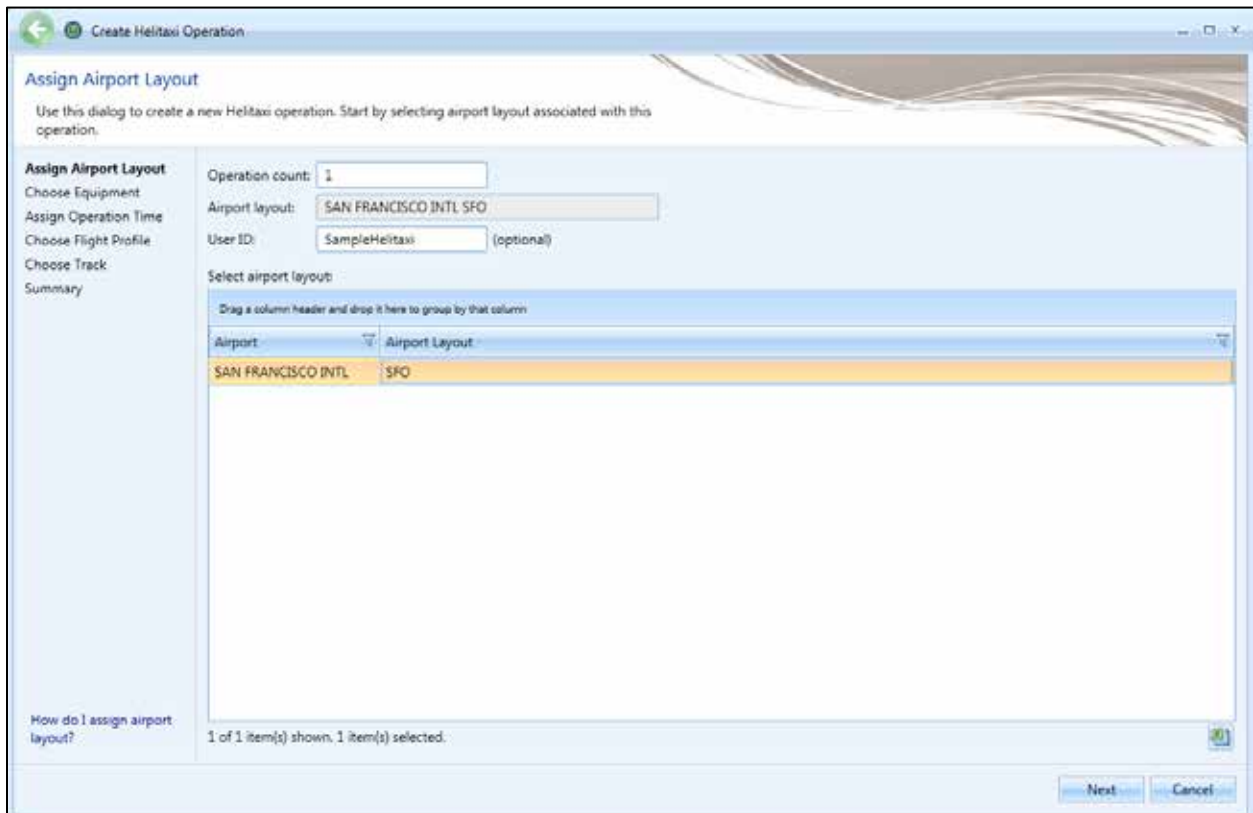 Create Helitaxi Operation
Assign Airport Layout
Use this dialog to create a new Helitaxi operation. Start by selecting airport layout associated with this
operation.
Assign Airport Layout
Choose Equipment
Assign Operation Time
Choose Flight Profile
Choose Track
Summary
How do I assign airport
layout?
Operation count: 1
Airport layout: SAN FRANCISCO INTL SFO
User ID: SampleHelitaxi (optional)
Select airport layout:
Drag a column header and drop it here to group by that column
Airport Airport Layout
SAN FRANCISCO INTL SFO
1 of 1 item(s) shown. 1 item(s) selected.
Next Cancel